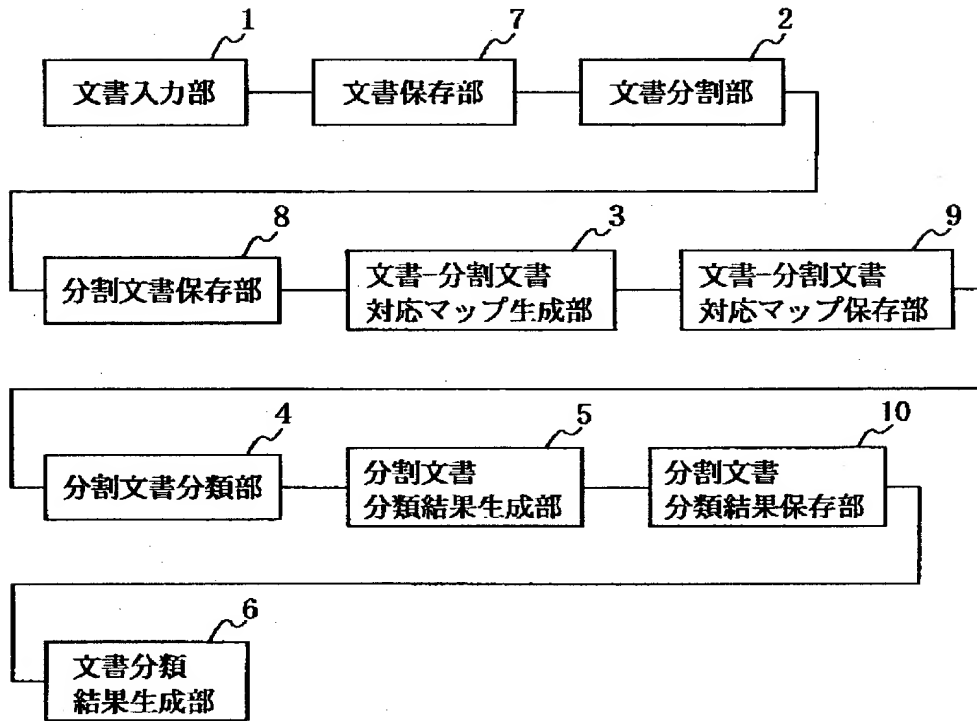 1
文書入力部
7
文書保存部
2
文書分割部
8
分割文書保存部
3
文書-分割文書
対応マップ生成部
9
文書-分割文書
対応マップ保存部
4
分割文書分類部
5
分割文書
分類結果生成部
10
分割文書
分類結果保存部
6
文書分類
結果生成部